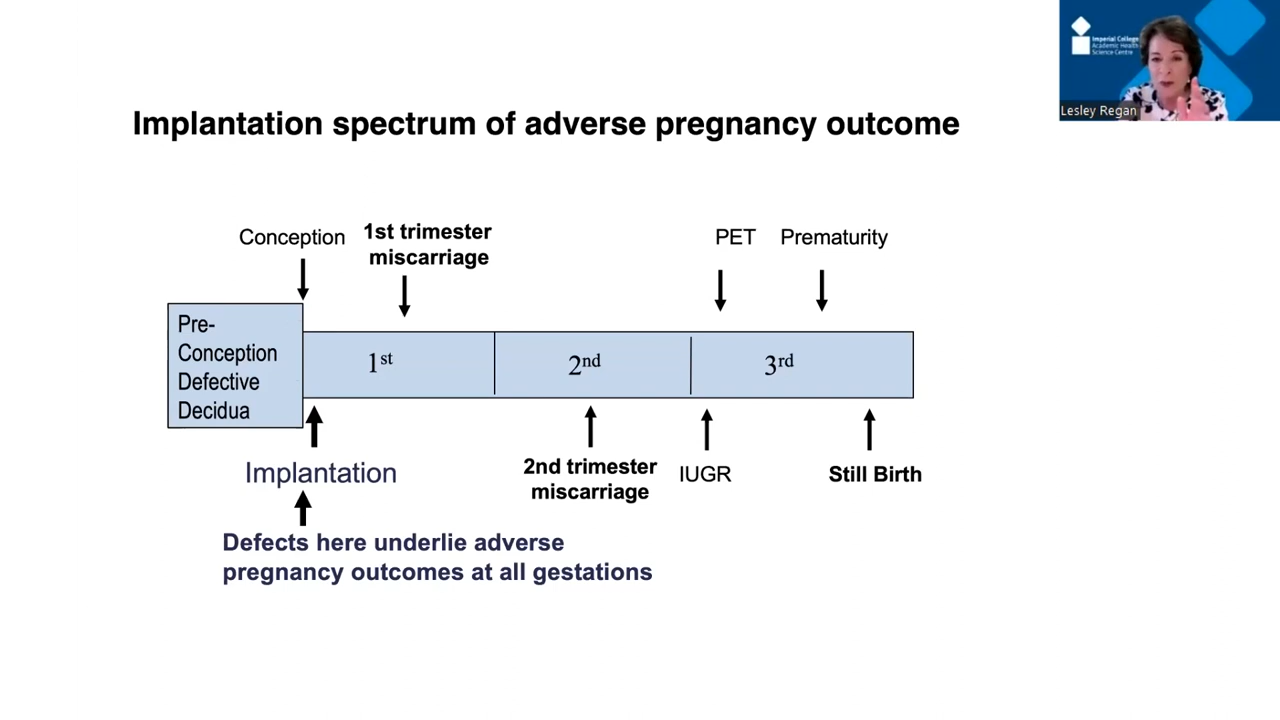 Imperial College
Academic Health
Science Centre
Lesley Regan
Implantation spectrum of adverse pregnancy outcome
Conception
1st trimester
miscarriage
PET
Prematurity
Pre-
Conception
Defective
Decidua
1st
2nd
3rd
Implantation
2nd trimester
miscarriage
IUGR
Still Birth
Defects here underlie adverse
pregnancy outcomes at all gestations